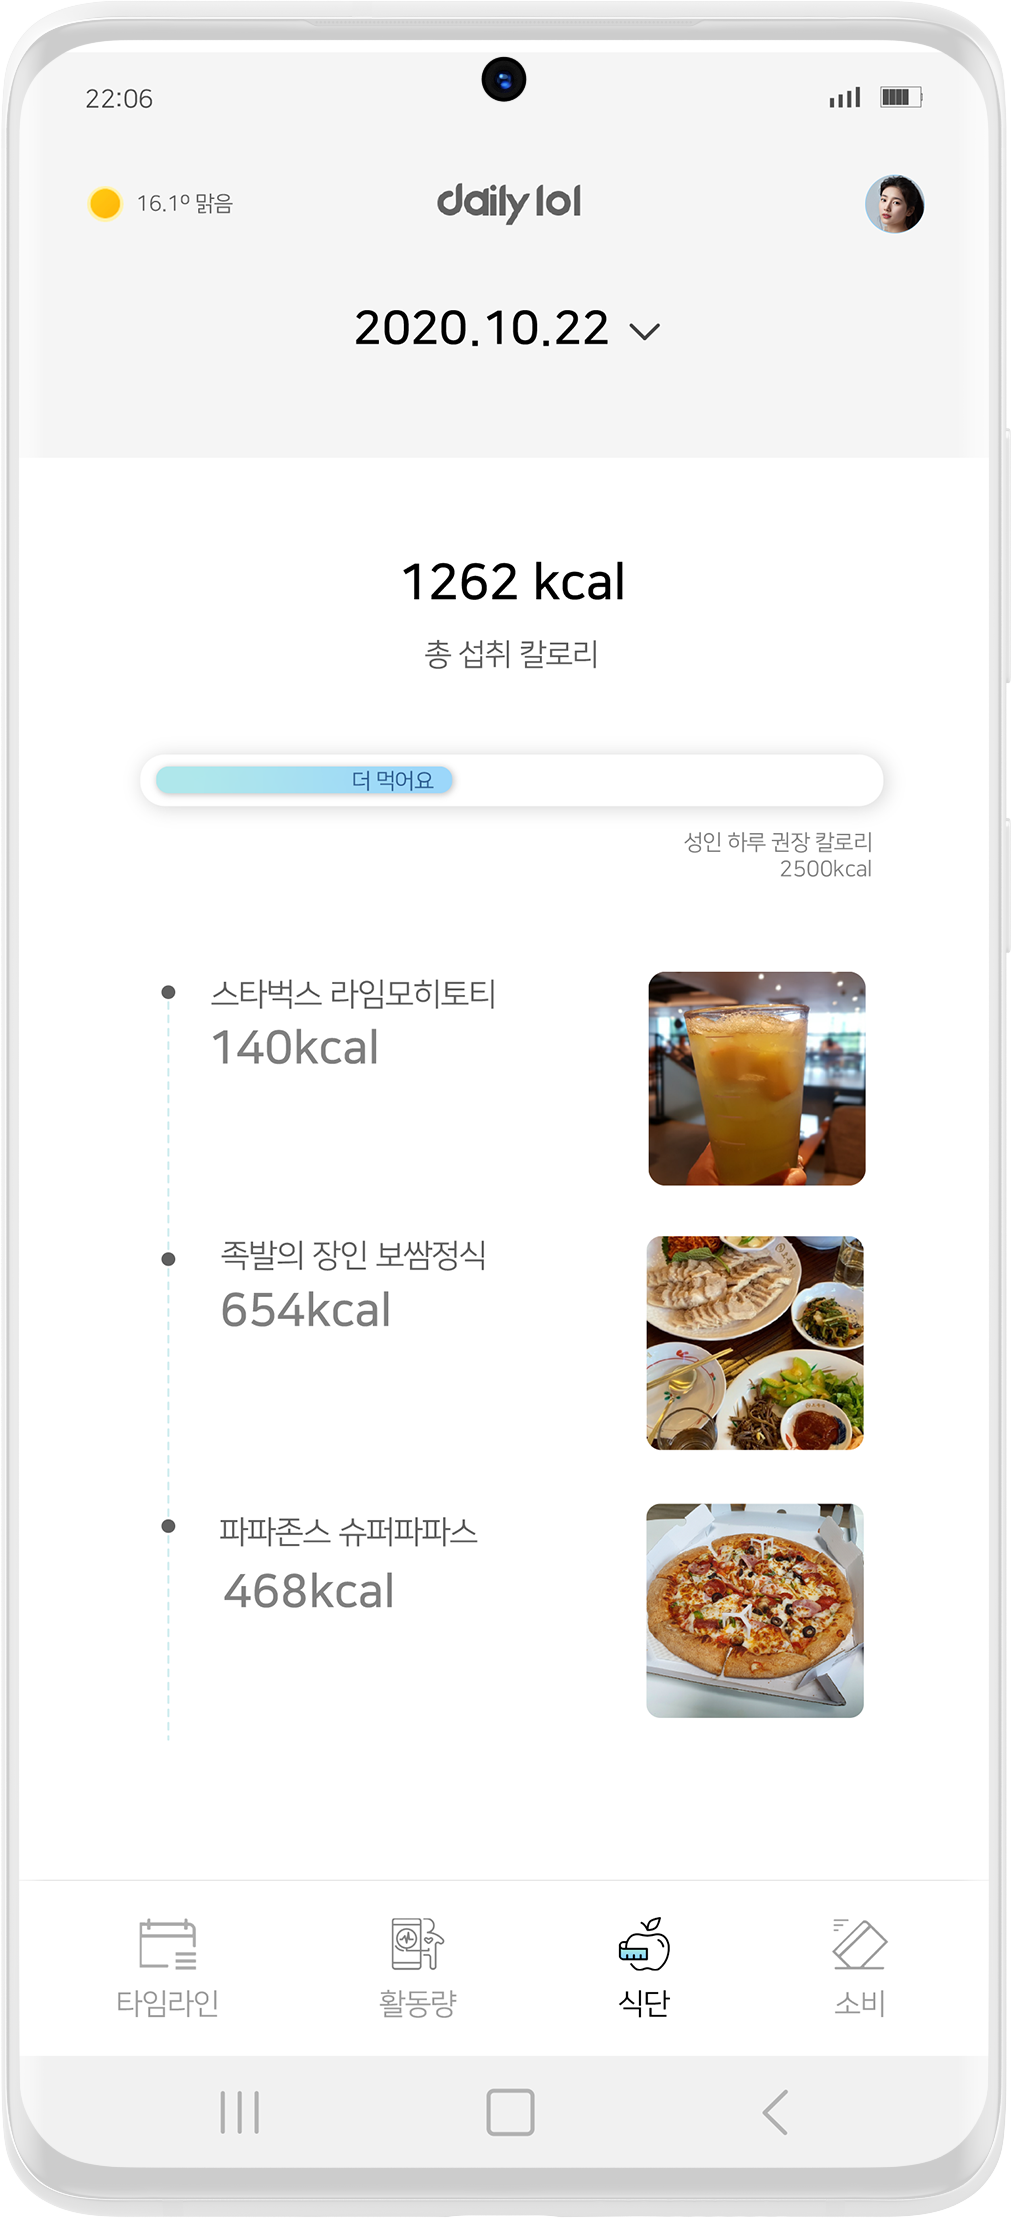 22:06
16.1º 맑음
daily lol
2020.10.22
1262 kcal
총 섭취 칼로리
더 먹어요
성인 하루 권장 칼로리
2500kcal
스타벅스 라임모히토티
140kcal
족발의 장인 보쌈정식
654kcal
파파존스 슈퍼파파스
468kcal
타임라인
활동량
식단
소비